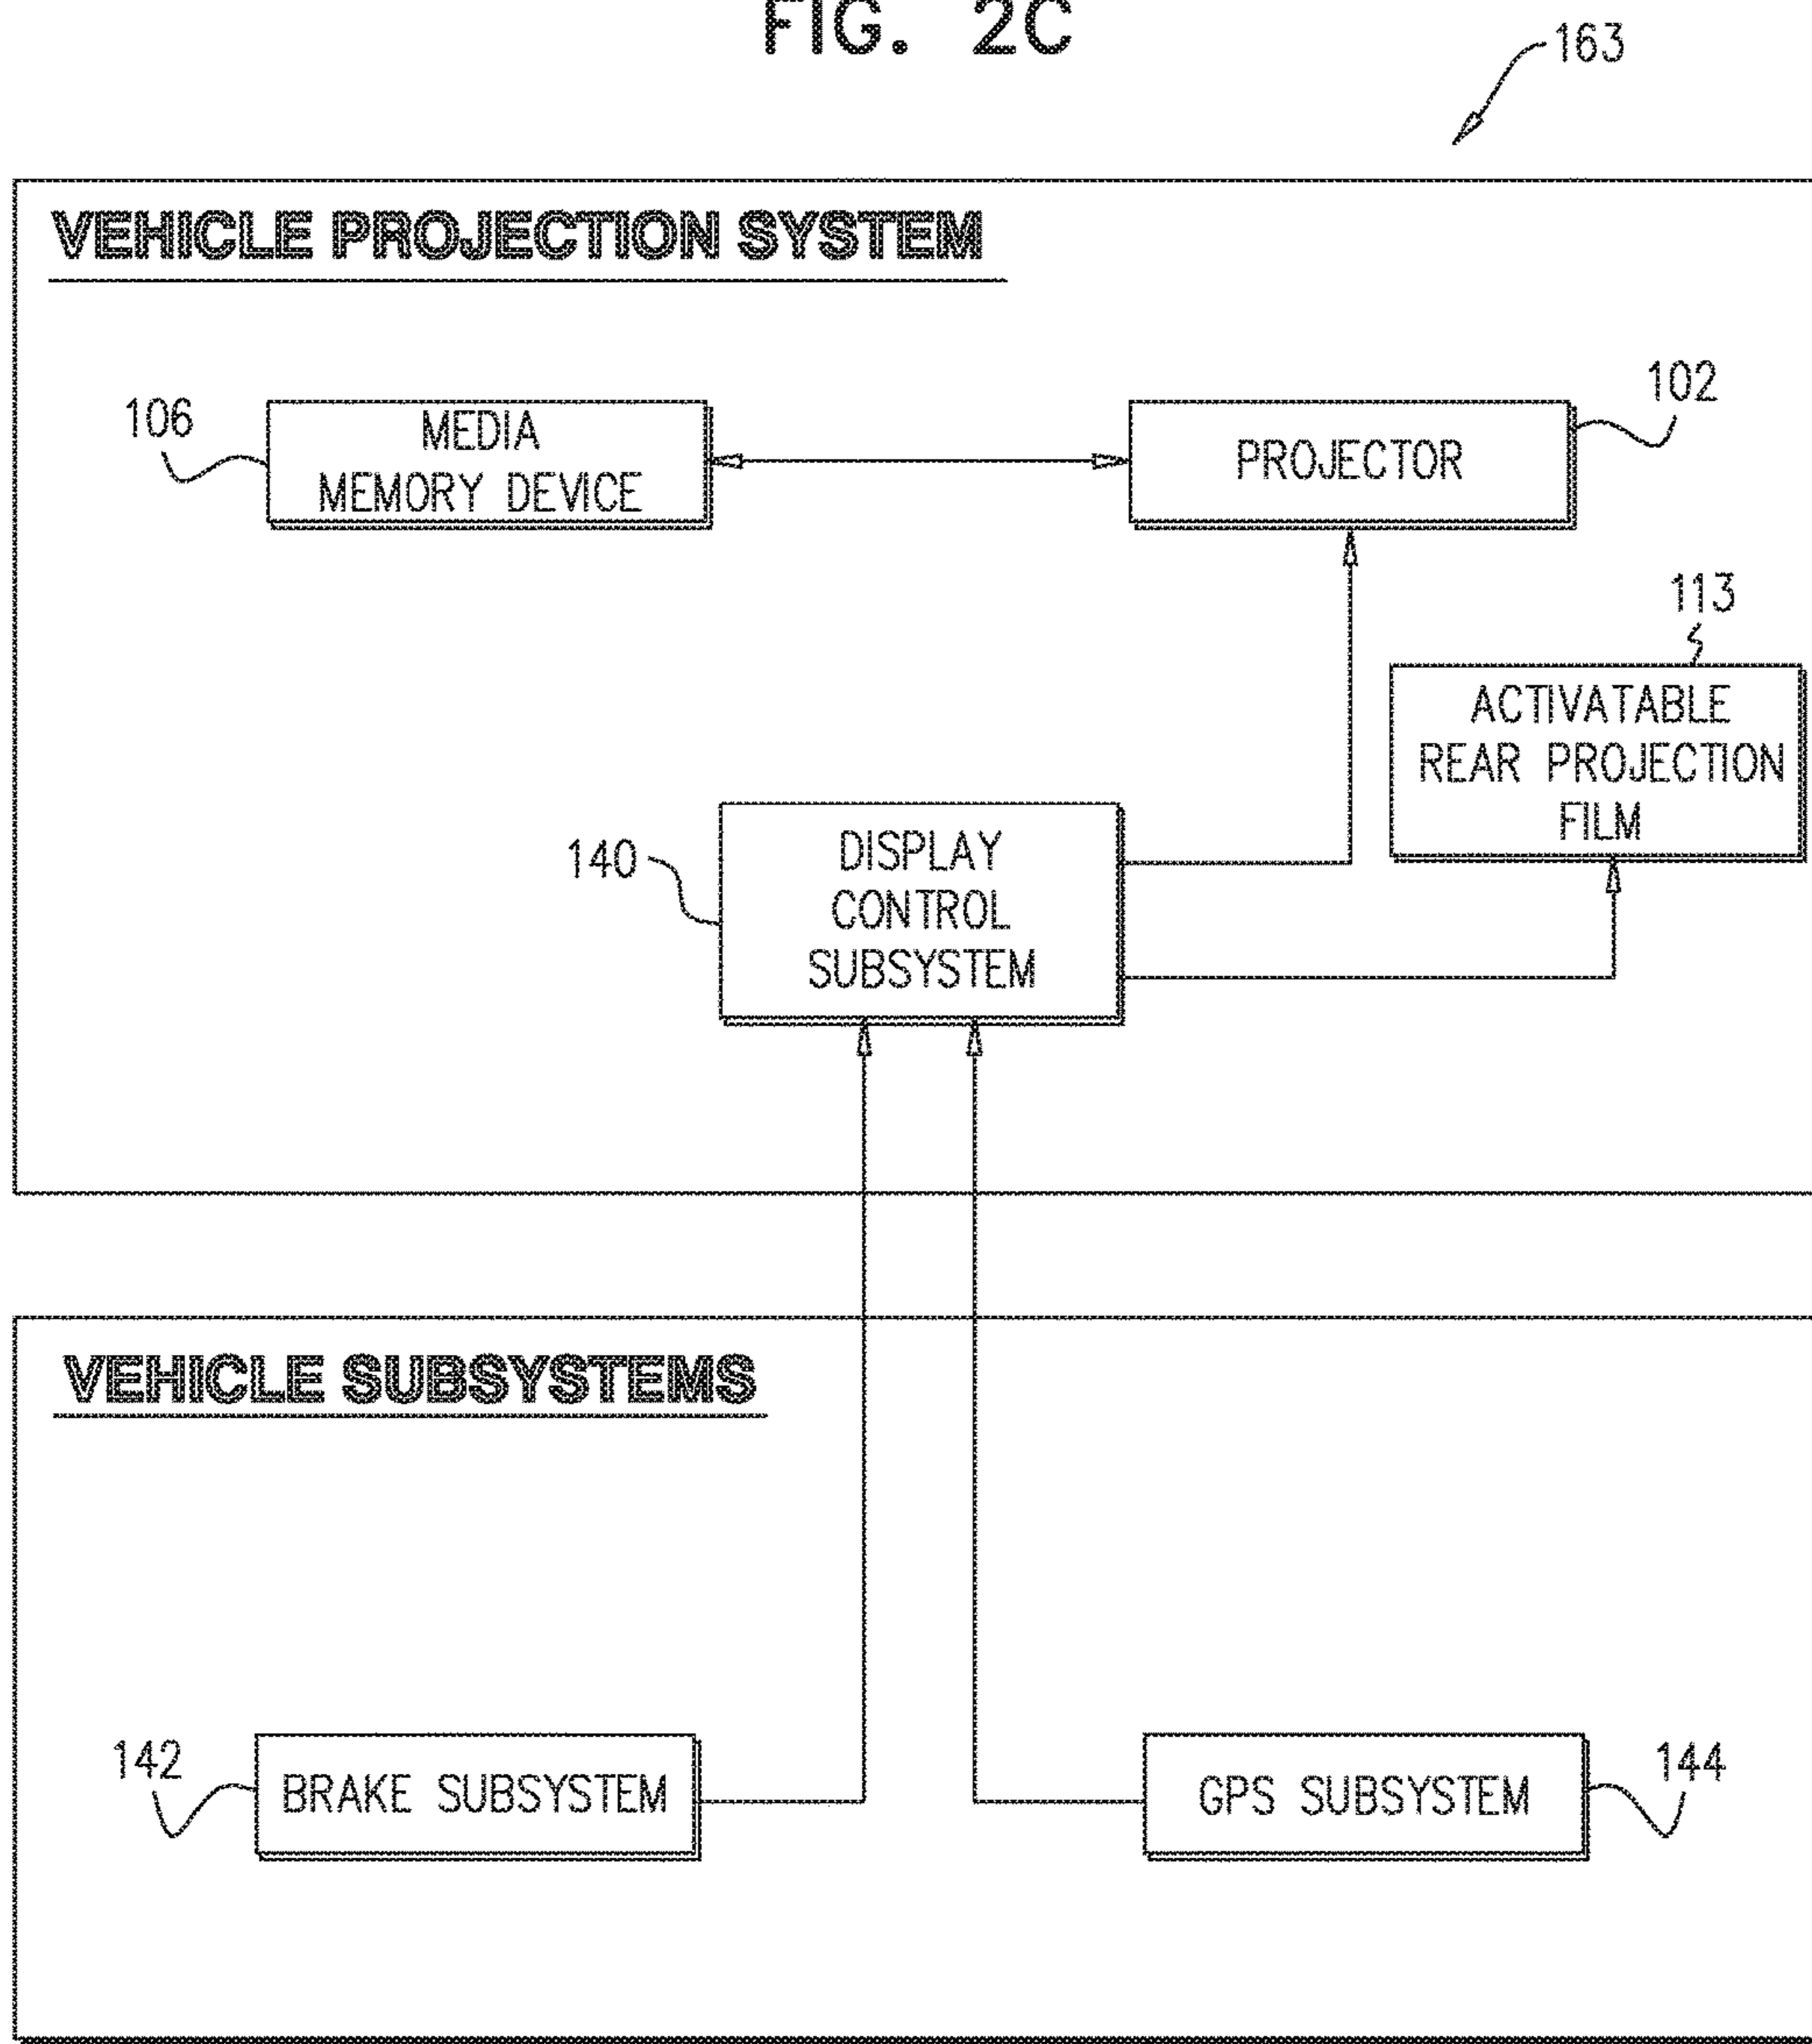 FIG. 2C
163
VEHICLE PROJECTION SYSTEM
106
MEDIA
MEMORY DEVICE
PROJECTOR
102
113
ACTIVATABLE
REAR PROJECTION
FILM
140
DISPLAY
CONTROL
SUBSYSTEM
VEHICLE SUBSYSTEMS
142
BRAKE SUBSYSTEM
GPS SUBSYSTEM
144